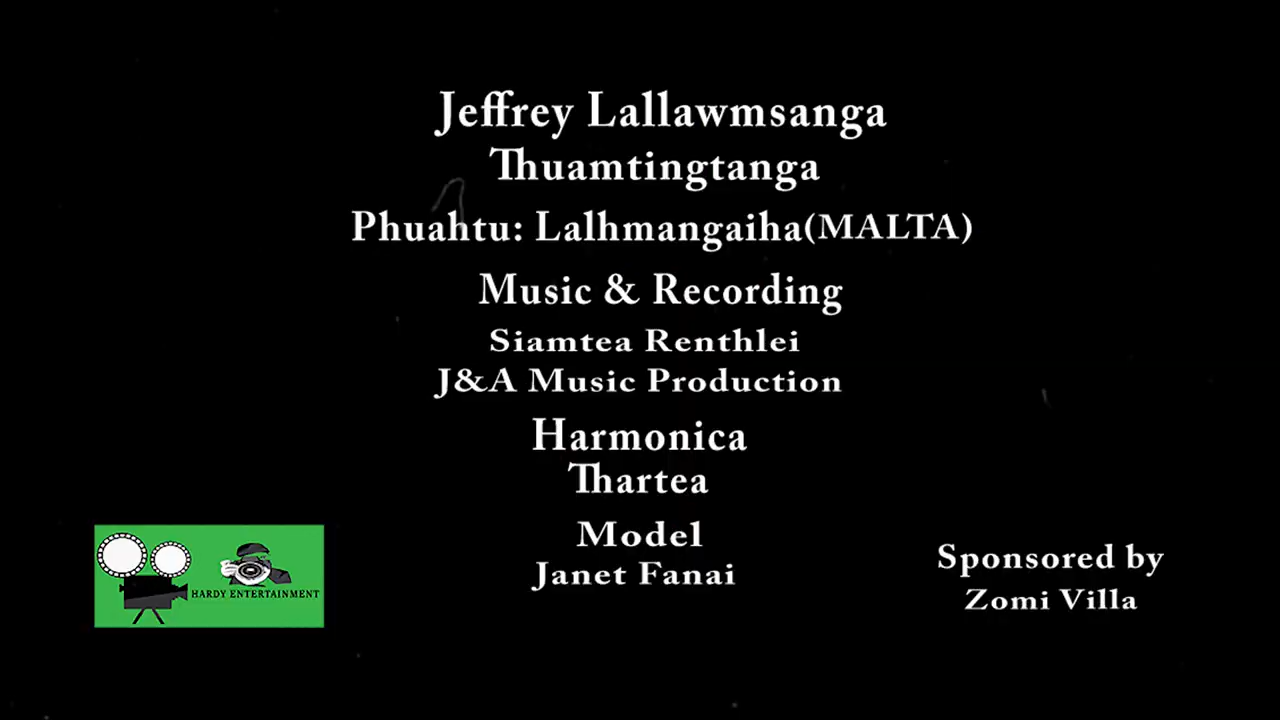 Jeffrey Lallawmsanga
Thuamtingtanga
Phuahtu: Lalhmangaiha(MALTA)
Music & Recording
Siamtea Renthlei
J&A Music Production
Harmonica
Thartea
Model
Janet Fanai
HARDY ENTERTAINMENT
Sponsored by
Zomi Villa